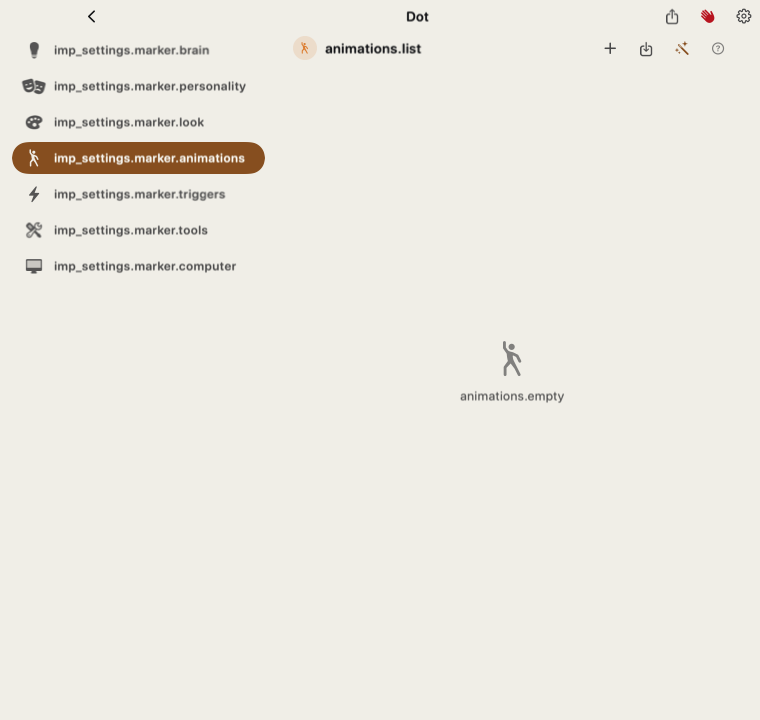 Dot
imp_settings.marker.brain
imp_settings.marker.personality
imp_settings.marker.look
imp_settings.marker.animations
imp_settings.marker.triggers
imp_settings.marker.tools
imp_settings.marker.computer
animations.list
?
animations.empty